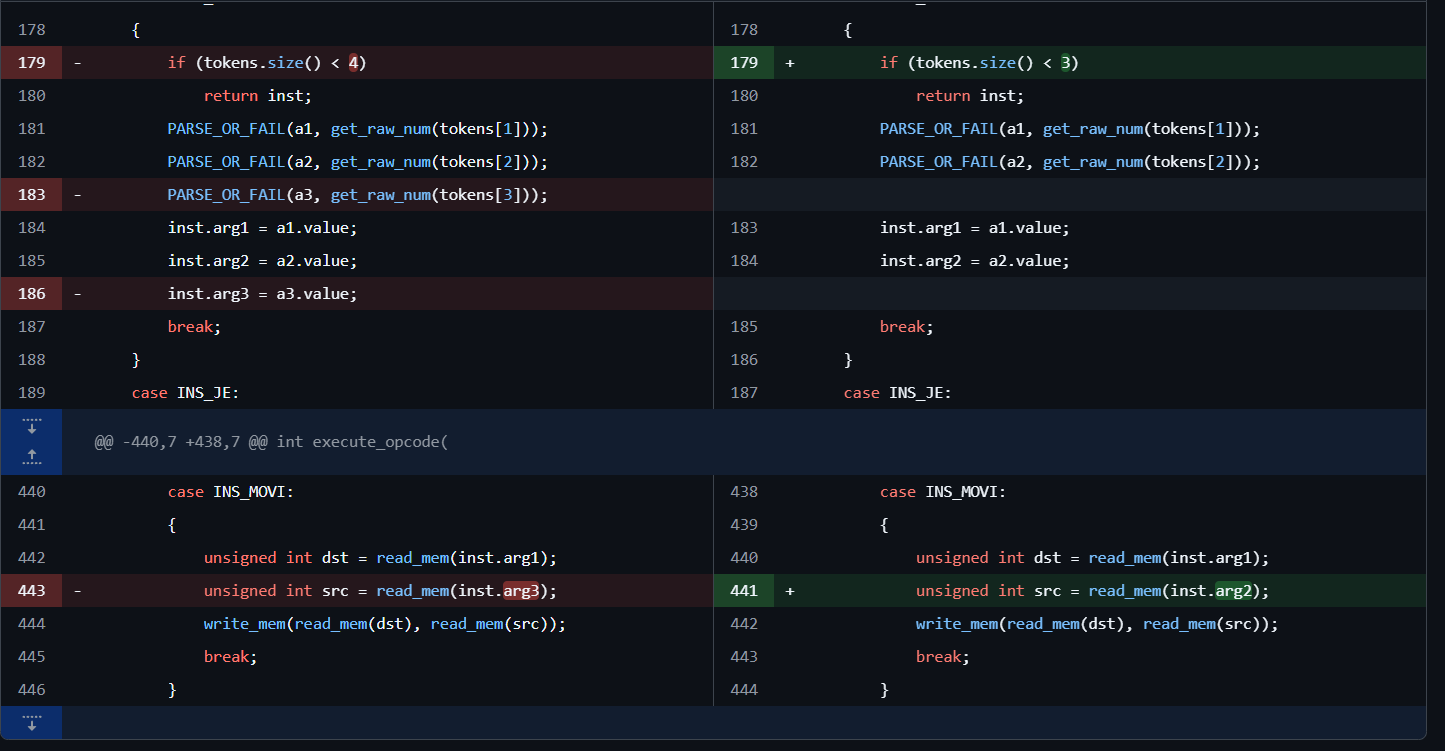 178 { 178 {
179 - if (tokens.size() < 4) 179 + if (tokens.size() < 3)
180 return inst; 180 return inst;
181 PARSE_OR_FAIL(a1, get_raw_num(tokens[1])); 181 PARSE_OR_FAIL(a1, get_raw_num(tokens[1]));
182 PARSE_OR_FAIL(a2, get_raw_num(tokens[2])); 182 PARSE_OR_FAIL(a2, get_raw_num(tokens[2]));
183 - PARSE_OR_FAIL(a3, get_raw_num(tokens[3]));
184 inst.arg1 = a1.value; 183 inst.arg1 = a1.value;
185 inst.arg2 = a2.value; 184 inst.arg2 = a2.value;
186 - inst.arg3 = a3.value;
187 break; 185 break;
188 } 186 }
189 case INS_JE: 187 case INS_JE:
@@ -440,7 +438,7 @@ int execute_opcode(
440 case INS_MOVI: 438 case INS_MOVI:
441 { 439 {
442 unsigned int dst = read_mem(inst.arg1); 440 unsigned int dst = read_mem(inst.arg1);
443 - unsigned int src = read_mem(inst.arg3); 441 + unsigned int src = read_mem(inst.arg2);
444 write_mem(read_mem(dst), read_mem(src)); 442 write_mem(read_mem(dst), read_mem(src));
445 break; 443 break;
446 } 444 }